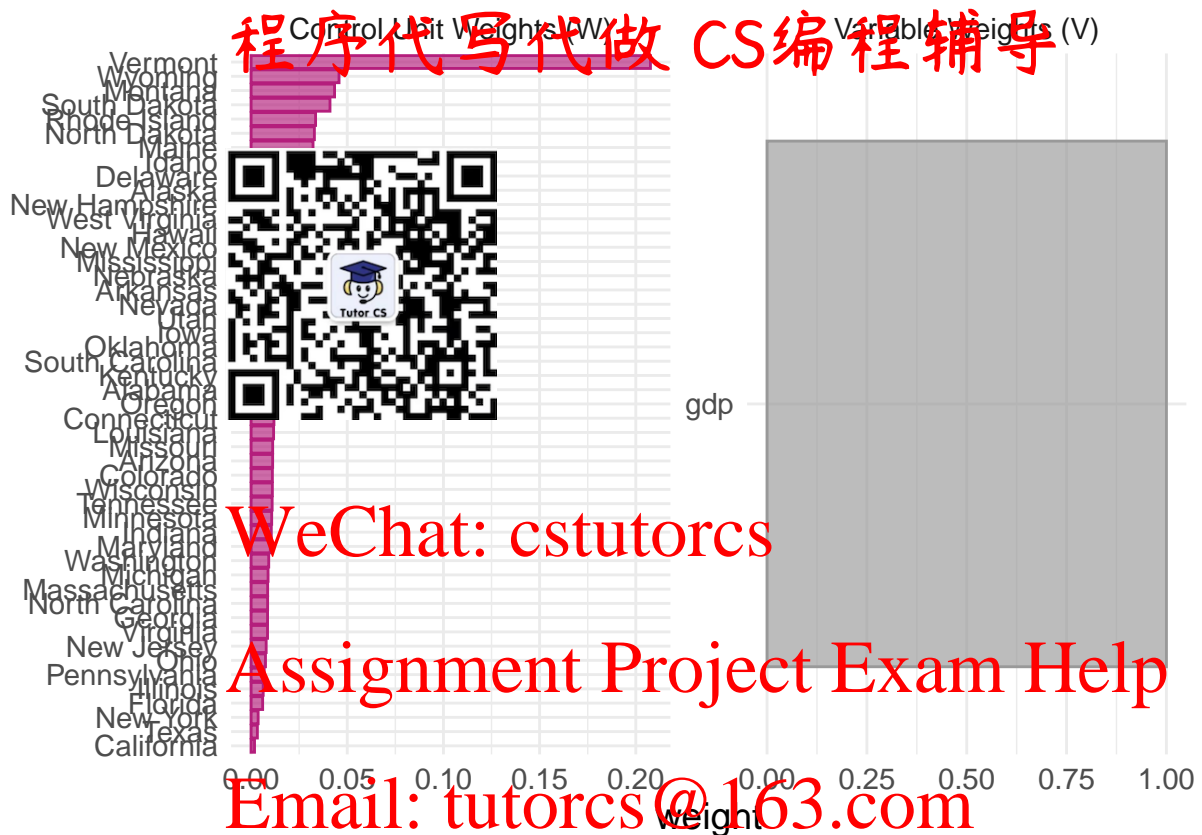 程序代写代做 CS编程辅导
Control Unit Weights (W)
Variable Weights (V)
Vermont
Wyoming
Montana
South Dakota
Rhode Island
North Dakota
Maine
Idaho
Delaware
Alaska
New Hampshire
West Virginia
Hawaii
New Mexico
Mississippi
Nebraska
Arkansas
Nevada
Utah
Iowa
Oklahoma
South Carolina
Kentucky
Alabama
Oregon
Connecticut
Louisiana
Missouri
Arizona
Colorado
Wisconsin
Tennessee
Minnesota
Indiana
Maryland
Washington
Michigan
Massachusetts
North Carolina
Georgia
Virginia
New Jersey
Ohio
Pennsylvania
Illinois
Florida
New York
Texas
California
Tutor CS
gdp
WeChat: cstutorcs
Assignment Project Exam Help
0.00 0.05 0.10 0.15 0.20
0.00 0.25 0.50 0.75 1.00
Email: tutorcs@163.com
weight